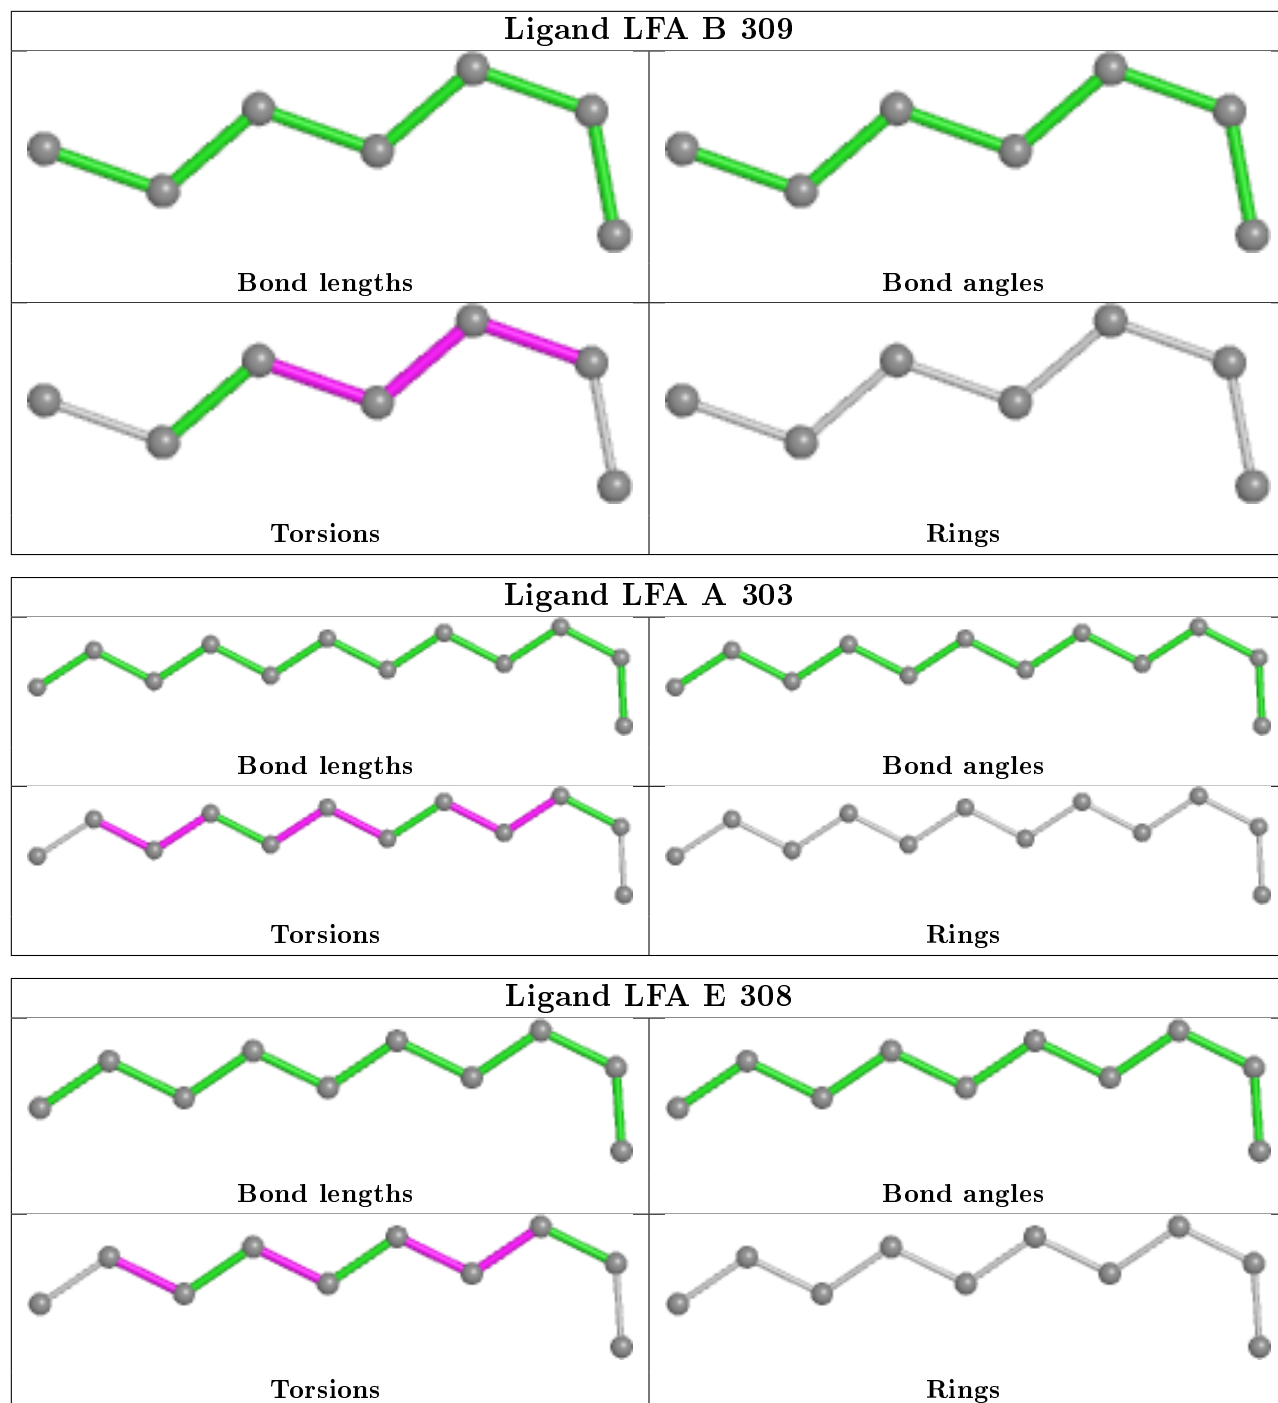 Ligand LFA B 309
Bond lengths
Bond angles
Torsions
Rings
Ligand LFA A 303
Bond lengths
Bond angles
Torsions
Rings
Ligand LFA E 308
Bond lengths
Bond angles
Torsions
Rings